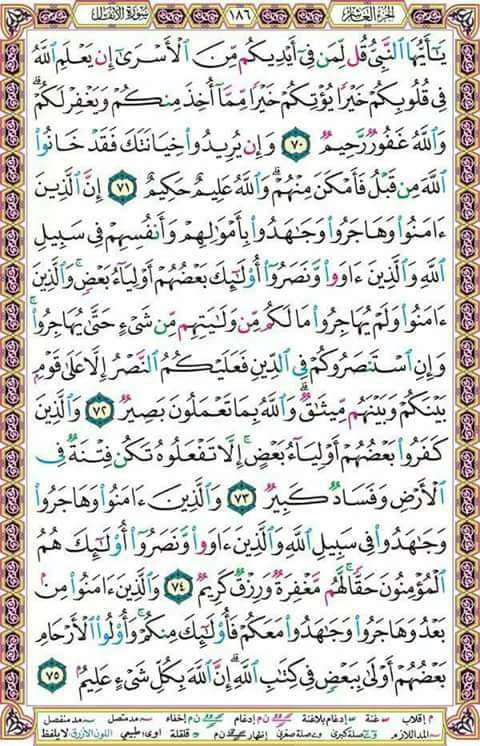 الجزء العاشر ١٨٦ سورة الأنفال
يَٰٓأَيُّهَا ٱلنَّبِيُّ قُل لِّمَن فِيٓ أَيۡدِيكُم مِّنَ ٱلۡأَسۡرَىٰٓ إِن يَعۡلَمِ ٱللَّهُ
فِي قُلُوبِكُمۡ خَيۡرٗا يُؤۡتِكُمۡ خَيۡرٗا مِّمَّآ أُخِذَ مِنكُمۡ وَيَغۡفِرۡ لَكُمۡۚ
وَٱللَّهُ غَفُورٞ رَّحِيمٞ ٧٠ وَإِن يُرِيدُواْ خِيَانَتَكَ فَقَدۡ خَانُواْ
ٱللَّهَ مِن قَبۡلُ فَأَمۡكَنَ مِنۡهُمۡۗ وَٱللَّهُ عَلِيمٌ حَكِيمٌ ٧١ إِنَّ ٱلَّذِينَ
ءَامَنُواْ وَهَاجَرُواْ وَجَٰهَدُواْ بِأَمۡوَٰلِهِمۡ وَأَنفُسِهِمۡ فِي سَبِيلِ
ٱللَّهِ وَٱلَّذِينَ ءَاوَواْ وَّنَصَرُوٓاْ أُوْلَٰٓئِكَ بَعۡضُهُمۡ أَوۡلِيَآءُ بَعۡضٖۚ وَٱلَّذِينَ
ءَامَنُواْ وَلَمۡ يُهَاجِرُواْ مَا لَكُم مِّن وَلَٰيَتِهِم مِّن شَيۡءٍ حَتَّىٰ يُهَاجِرُواْۚ
وَإِنِ ٱسۡتَنصَرُوكُمۡ فِي ٱلدِّينِ فَعَلَيۡكُمُ ٱلنَّصۡرُ إِلَّا عَلَىٰ قَوۡمِۭ
بَيۡنَكُمۡ وَبَيۡنَهُم مِّيثَٰقٞۗ وَٱللَّهُ بِمَا تَعۡمَلُونَ بَصِيرٞ ٧٢ وَٱلَّذِينَ
كَفَرُواْ بَعۡضُهُمۡ أَوۡلِيَآءُ بَعۡضٍۚ إِلَّا تَفۡعَلُوهُ تَكُن فِتۡنَةٞ فِي
ٱلۡأَرۡضِ وَفَسَادٞ كَبِيرٞ ٧٣ وَٱلَّذِينَ ءَامَنُواْ وَهَاجَرُواْ
وَجَٰهَدُواْ فِي سَبِيلِ ٱللَّهِ وَٱلَّذِينَ ءَاوَواْ وَّنَصَرُوٓاْ أُوْلَٰٓئِكَ هُمُ
ٱلۡمُؤۡمِنُونَ حَقّٗاۚ لَّهُم مَّغۡفِرَةٞ وَرِزۡقٞ كَرِيمٞ ٧٤ وَٱلَّذِينَ ءَامَنُواْ مِنۢ
بَعۡدُ وَهَاجَرُواْ وَجَٰهَدُواْ مَعَكُمۡ فَأُوْلَٰٓئِكَ مِنكُمۡۚ وَأُوْلُواْ ٱلۡأَرۡحَامِ
بَعۡضُهُمۡ أَوۡلَىٰ بِبَعۡضٖ فِي كِتَٰبِ ٱللَّهِۚ إِنَّ ٱللَّهَ بِكُلِّ شَيۡءٍ عَلِيمُۢ ٧٥
م إقلاب غنة إدغام بلاغنة ن م إدغام ن م إخفاء مد متصل مد منفصل
المد اللازم صلة كبرى صلة صغرى إظهار ن م قلقلة اوى: طبيعي اللون الأزرق لا يلفظ